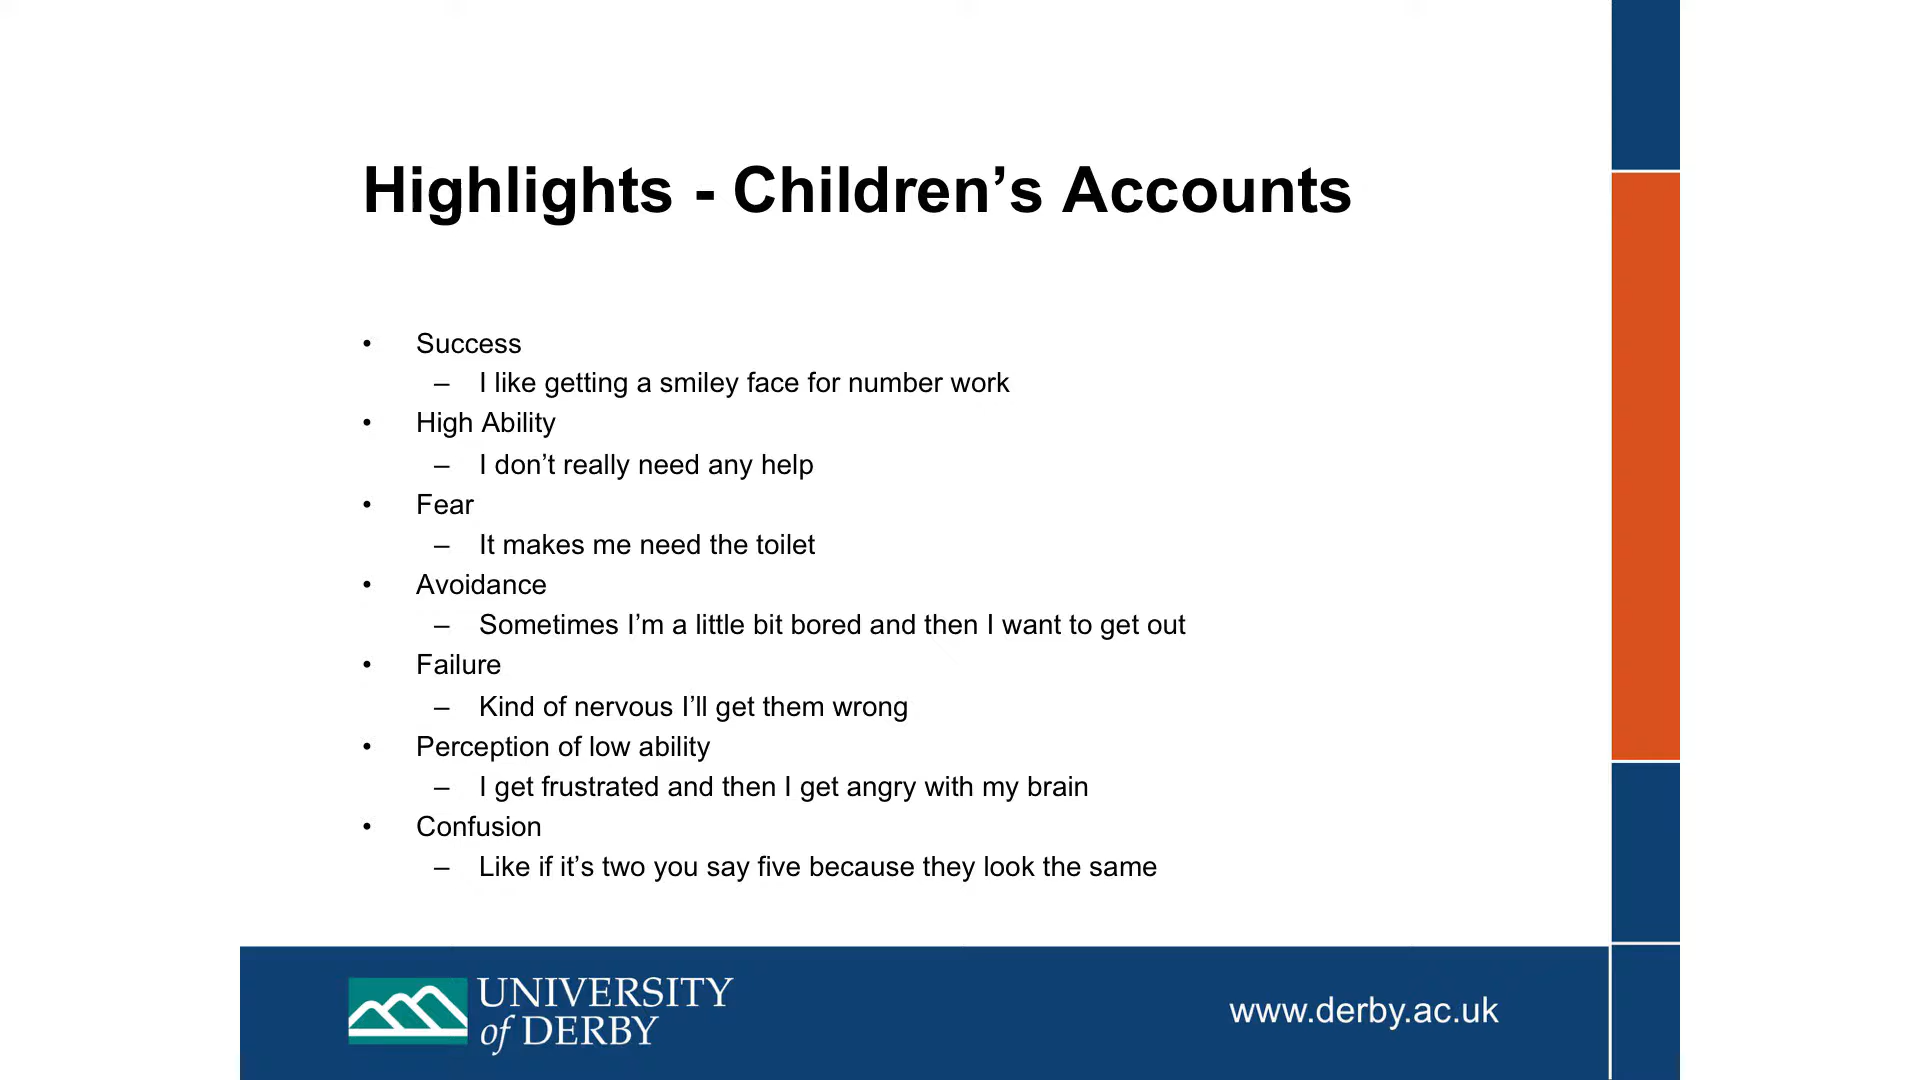 Highlights - Children’s Accounts
• Success
– I like getting a smiley face for number work
• High Ability
– I don’t really need any help
• Fear
– It makes me need the toilet
• Avoidance
– Sometimes I’m a little bit bored and then I want to get out
• Failure
– Kind of nervous I’ll get them wrong
• Perception of low ability
– I get frustrated and then I get angry with my brain
• Confusion
– Like if it’s two you say five because they look the same
UNIVERSITY
of DERBY
www.derby.ac.uk